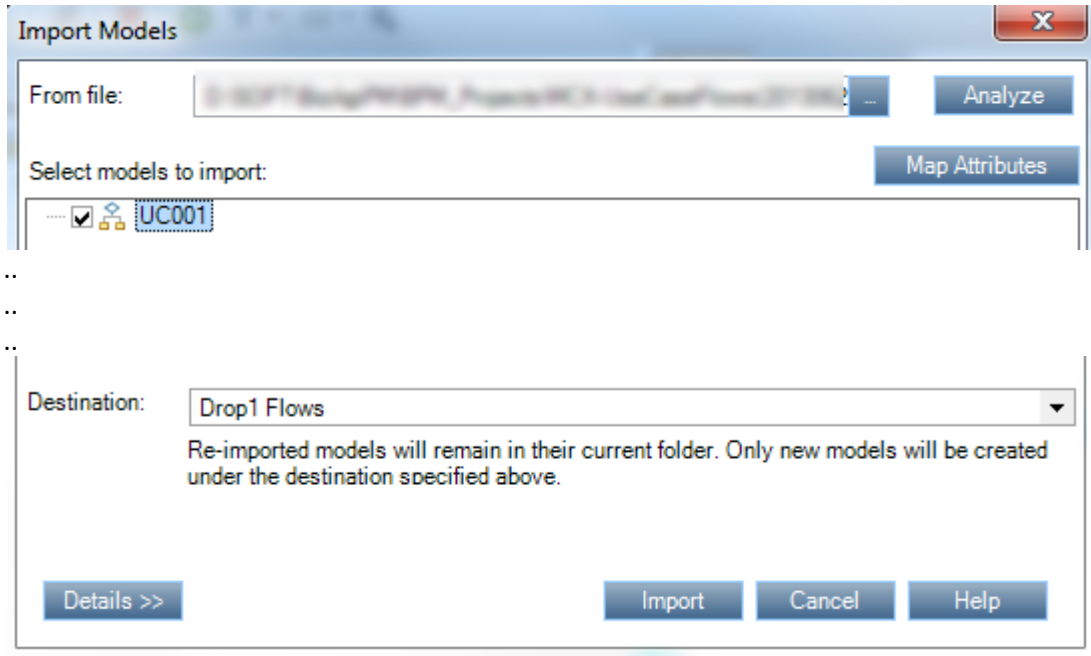 Import Models
From file:
...
Analyze
Select models to import:
Map Attributes
UC001
..
..
..
Destination:
Drop1 Flows
Re-imported models will remain in their current folder. Only new models will be created
under the destination specified above.
Details >>
Import
Cancel
Help